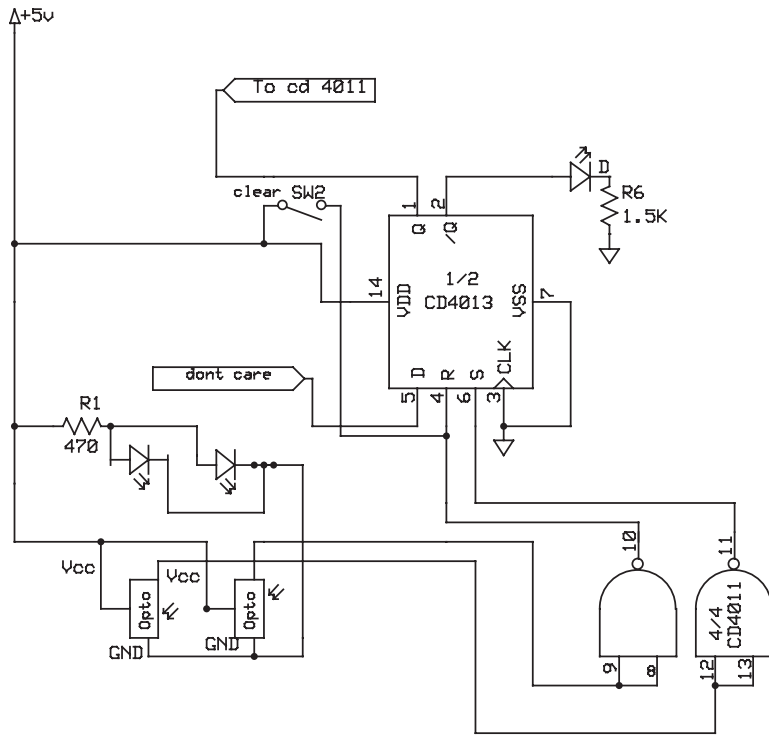 +5v
To cd 4011
clear SW2
D
R6
1.5K
1
2
Q
/Q
14
VDD
1/2
CD4013
VSS
7
D
R
S
CLK
5
4
6
3
dont care
R1
470
Vcc
Vcc
Opto
Opto
GND
GND
10
11
4/4
CD4011
9
8
12
13